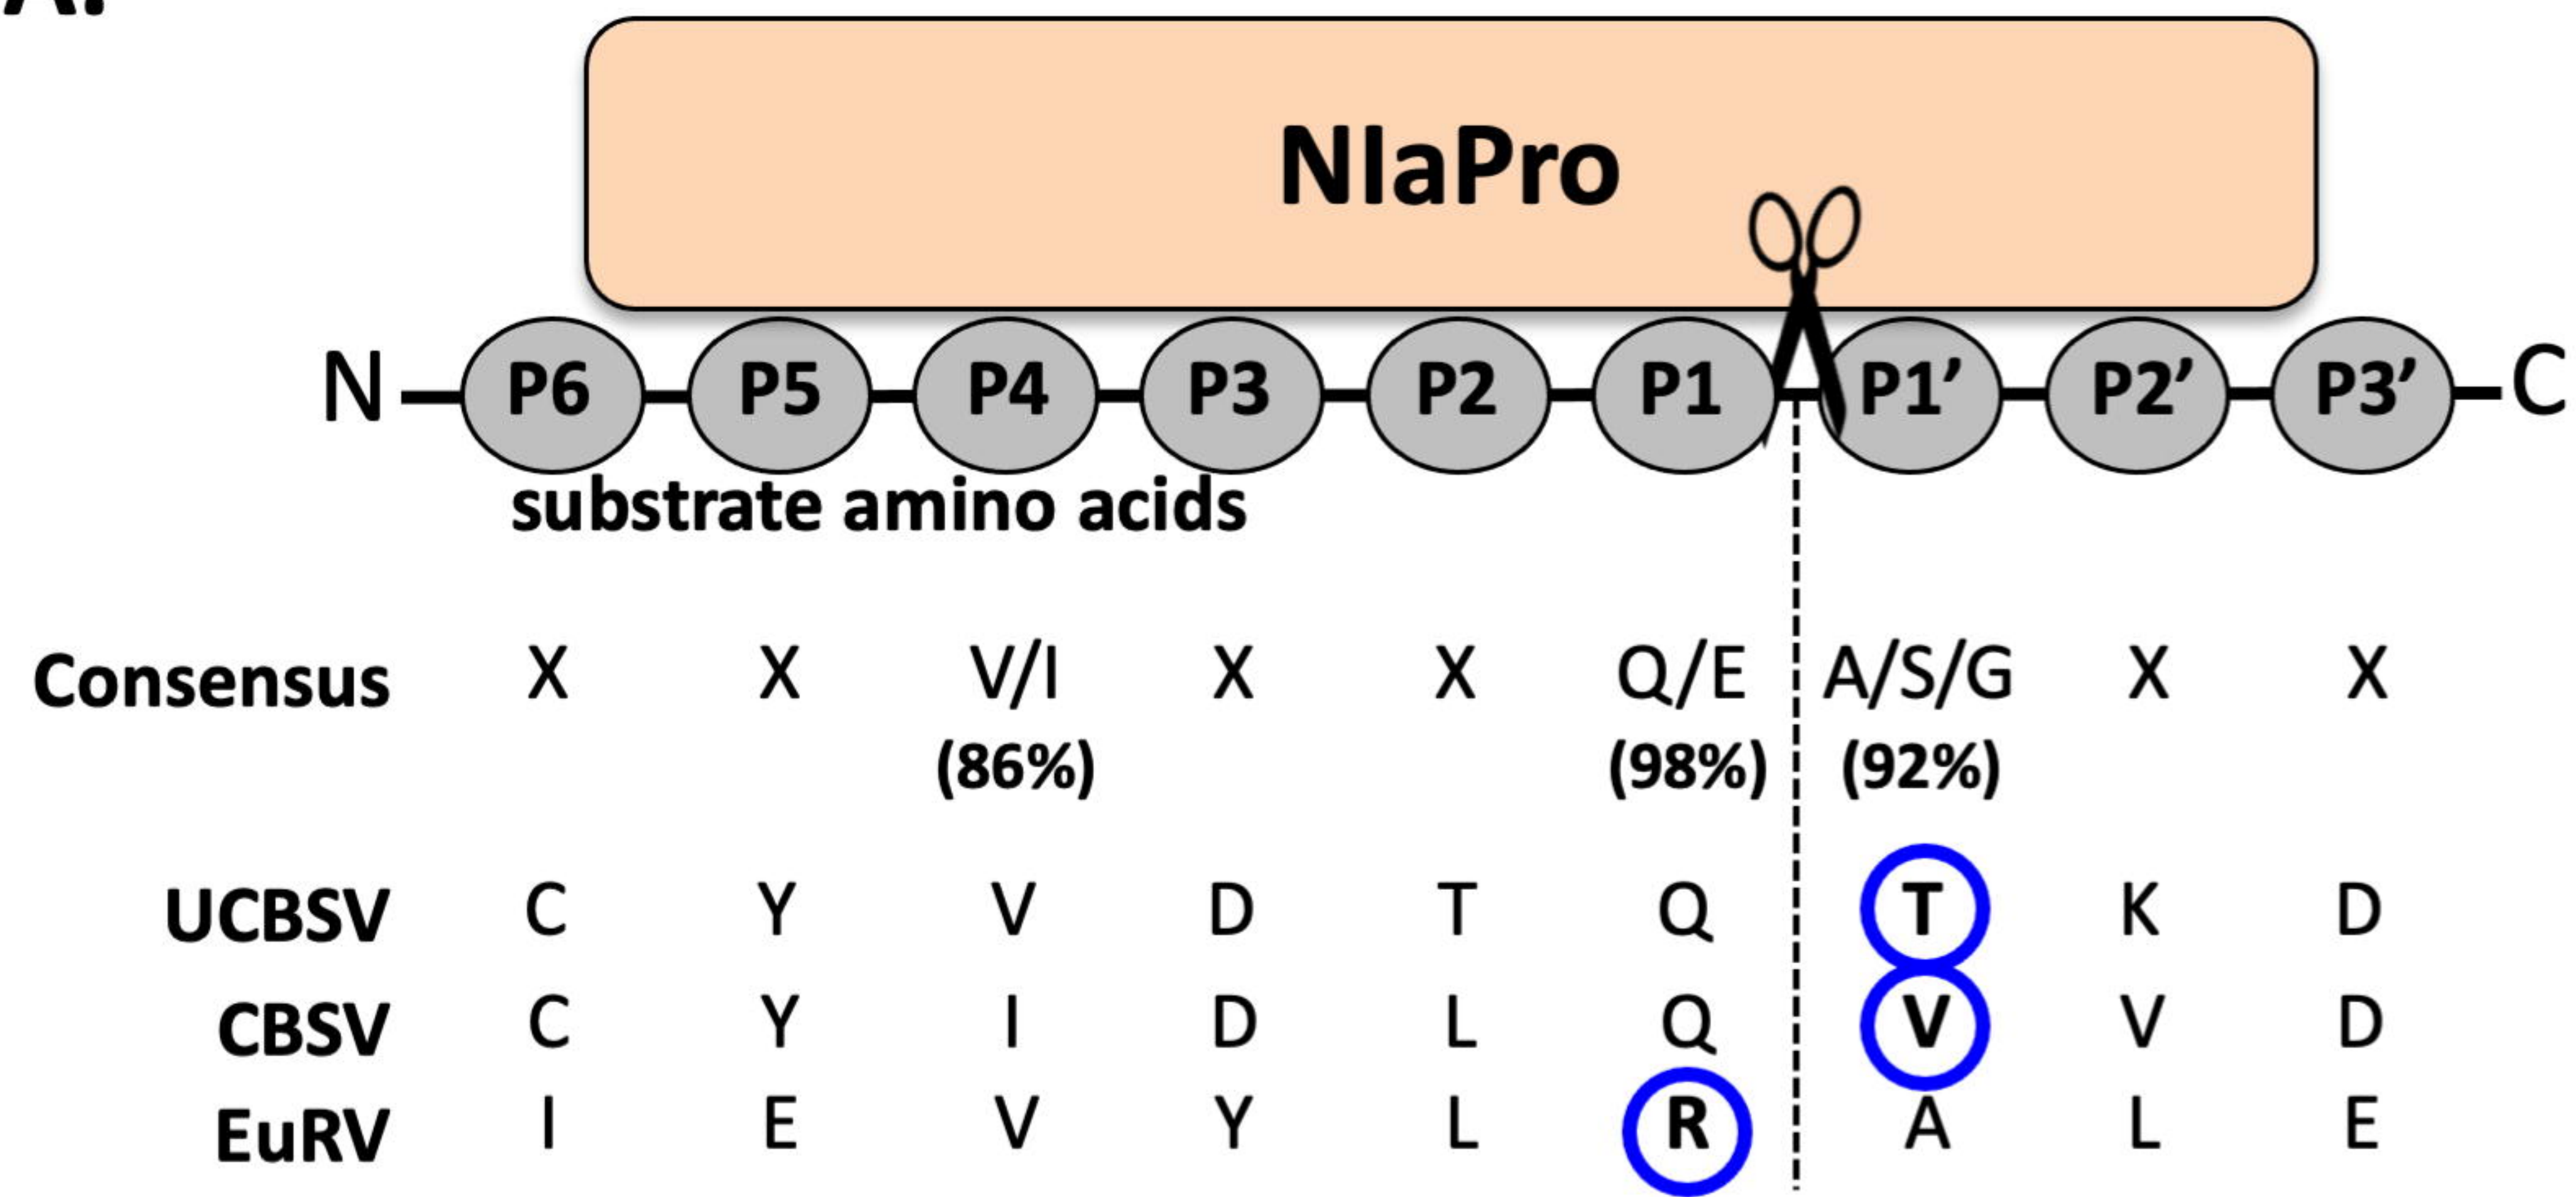 A.
NIaPro
N P6 P5 P4 P3 P2 P1 P1’ P2’ P3’ C
substrate amino acids
Consensus X X V/I X X Q/E A/S/G X X
(86%) (98%) (92%)
UCBSV C Y V D T Q T K D
CBSV C Y I D L Q V V D
EuRV I E V Y L R A L E